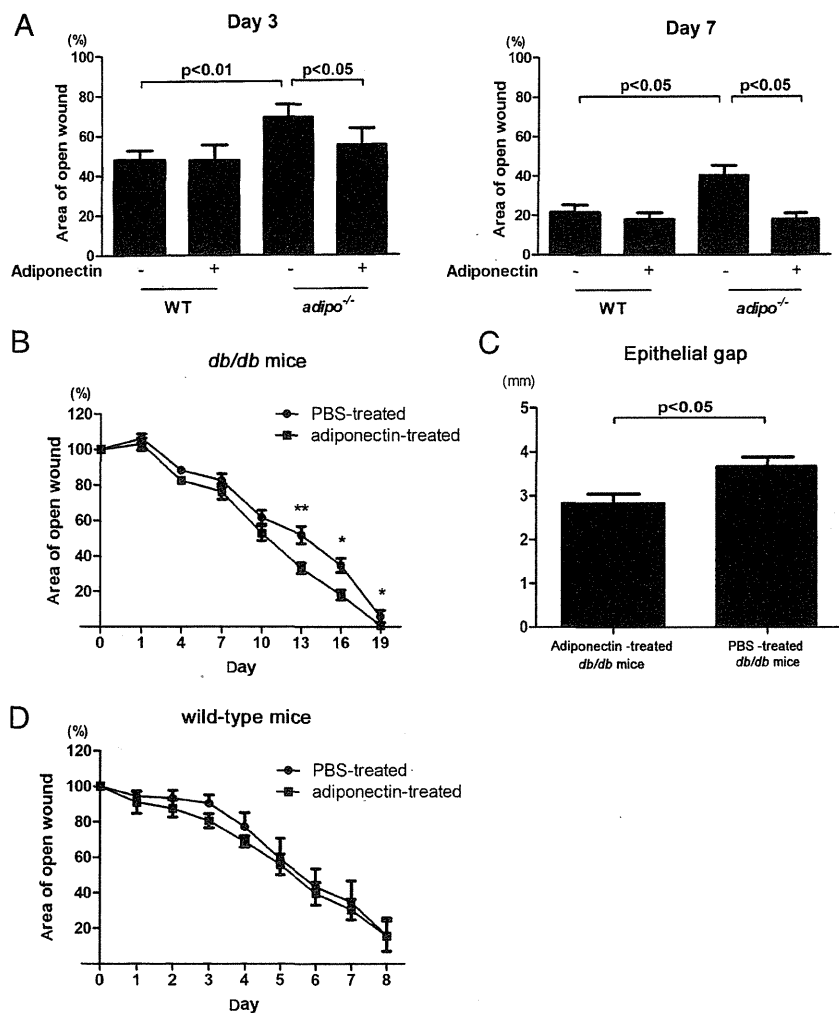 A
Day 3
(%)
100
80
60
40
20
0
Area of open wound
p<0.01
p<0.05
Adiponectin
- + - +
WT
adipo-/-
Day 7
(%)
100
80
60
40
20
0
Area of open wound
p<0.05
p<0.05
Adiponectin
- + - +
WT
adipo-/-
B
db/db mice
(%)
120
100
80
60
40
20
Area of open wound
PBS-treated
adiponectin-treated
**
*
*
0 1 4 7 10 13 16 19
Day
C
Epithelial gap
(mm)
5
4
3
2
1
0
p<0.05
Adiponectin -treated
db/db mice
PBS -treated
db/db mice
D
wild-type mice
(%)
120
100
80
60
40
20
Area of open wound
PBS-treated
adiponectin-treated
0 1 2 3 4 5 6 7 8
Day